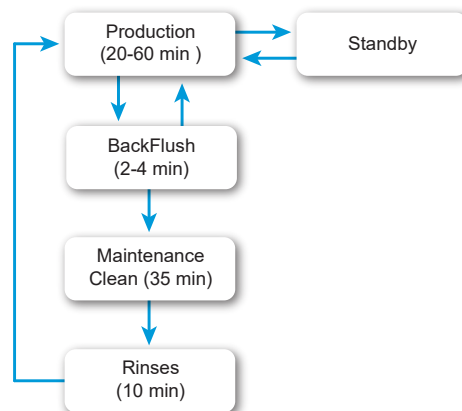 Production
(20-60 min )
Standby
BackFlush
(2-4 min)
Maintenance
Clean (35 min)
Rinses
(10 min)